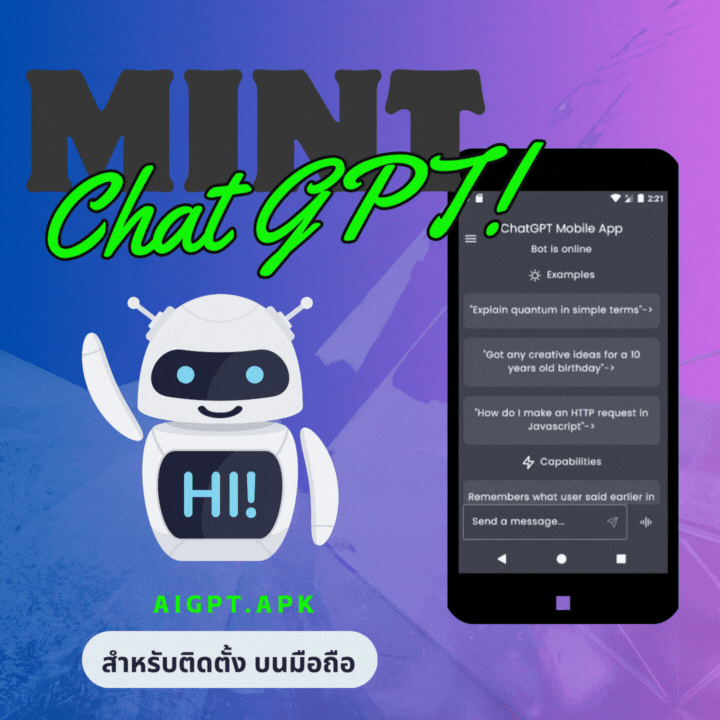 MINT
Chat GPT!
2:21
ChatGPT Mobile App
Bot is online
Examples
"Explain quantum in simple terms"->
"Got any creative ideas for a 10
years old birthday"->
"How do I make an HTTP request in
Javascript"->
Capabilities
Remembers what user said earlier in
Send a message...
HI!
AIGPT.APK
สำหรับติดตั้ง บนมือถือ